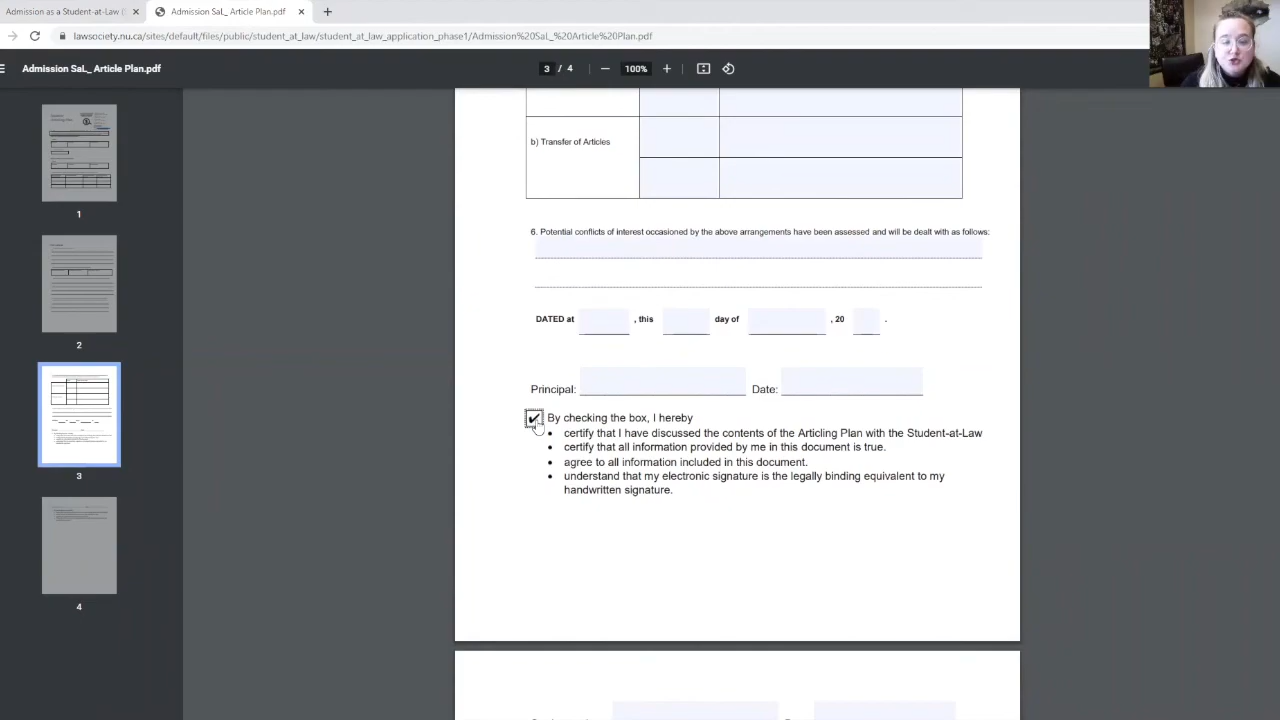 Admission as a Student-at-Law (S
Admission SaL_ Article Plan.pdf
lawsociety.nu.ca/sites/default/files/public/student_at_law/student_at_law_application_phase1/Admission%20SaL_%20Article%20Plan.pdf
Admission SaL_ Article Plan.pdf
3 / 4
100%
b) Transfer of Articles
6. Potential conflicts of interest occasioned by the above arrangements have been assessed and will be dealt with as follows:
DATED at , this day of , 20 .
Principal: Date:
By checking the box, I hereby
• certify that I have discussed the contents of the Articling Plan with the Student-at-Law
• certify that all information provided by me in this document is true.
• agree to all information included in this document.
• understand that my electronic signature is the legally binding equivalent to my
handwritten signature.
1
2
3
4